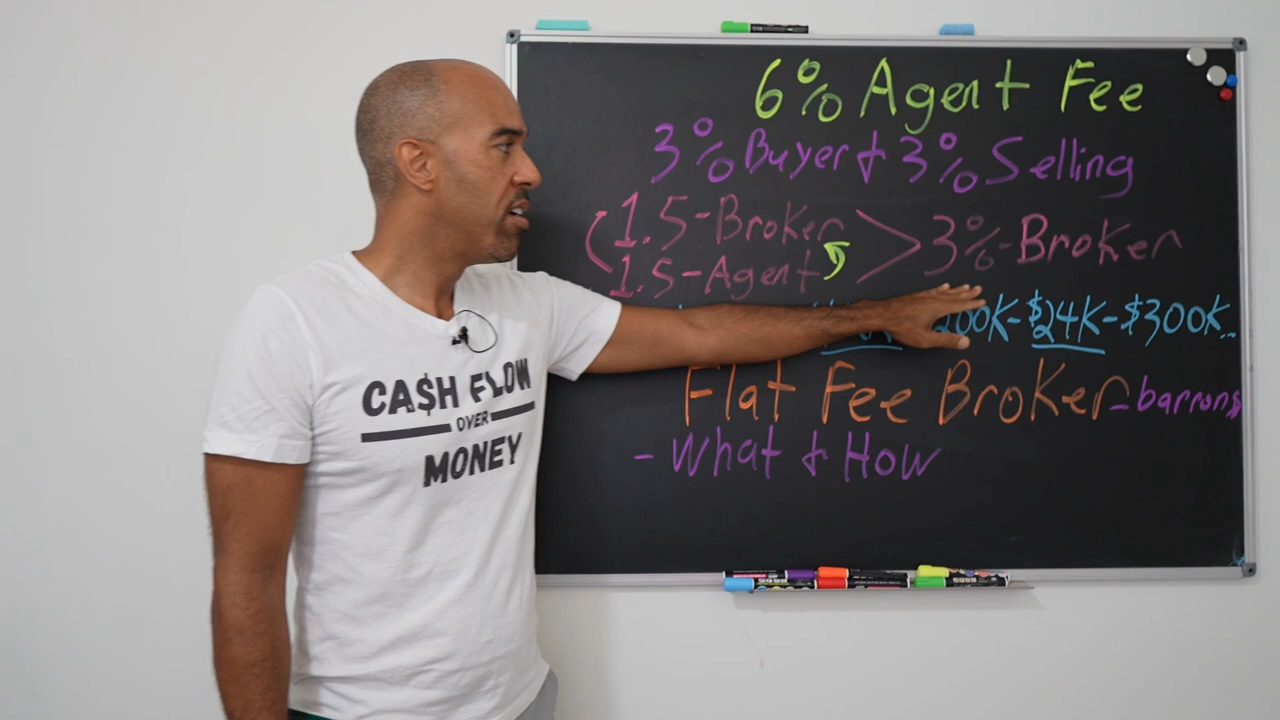 6% Agent Fee
3% Buyer + 3% Selling
1.5-Broker
1.5-Agent
3%-Broker
200K-$24K-$300K..
Flat Fee Broker-barrons
- What + How
CA$H FLOW
OVER
MONEY